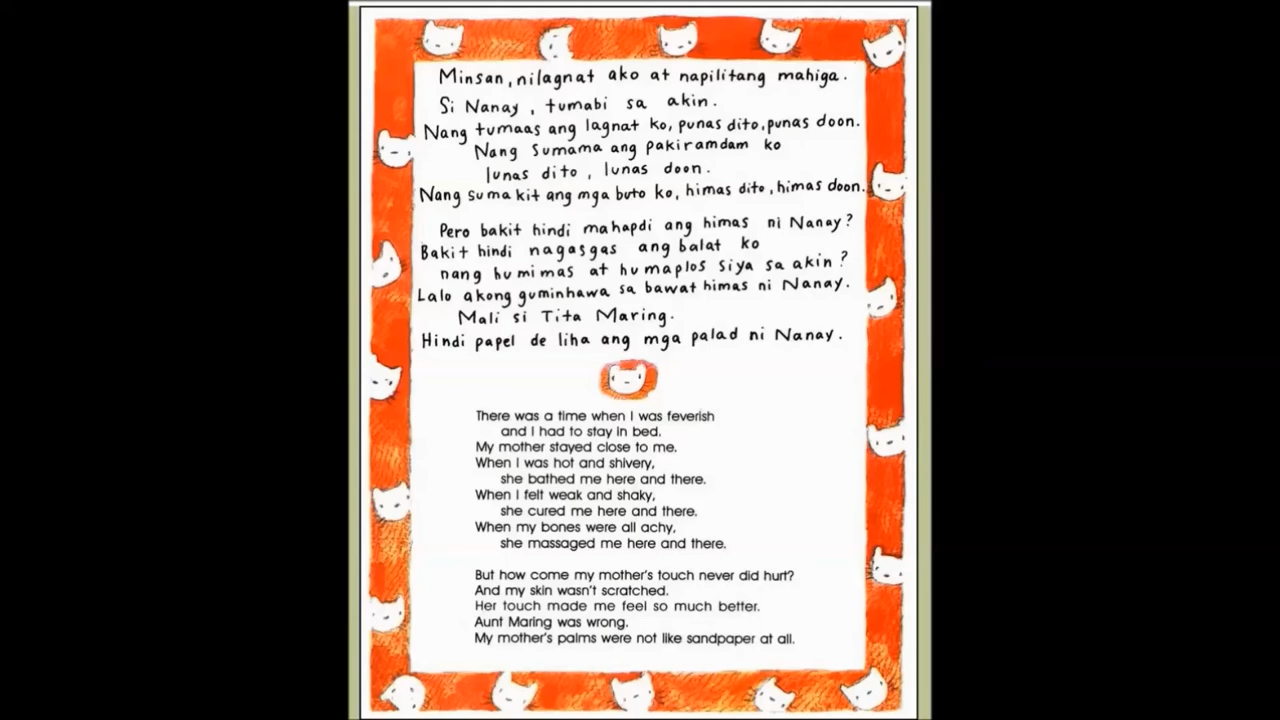 Minsan, nilagnat ako at napilitang mahiga.
Si Nanay, tumabi sa akin.
Nang tumaas ang lagnat ko, punas dito, punas doon.
Nang sumama ang pakiramdam ko
lunas dito, lunas doon.
Nang sumakit ang mga buto ko, himas dito, himas doon.
Pero bakit hindi mahapdi ang himas ni Nanay?
Bakit hindi nagasgas ang balat ko
nang humimas at humaplos siya sa akin?
Lalo akong guminhawa sa bawat himas ni Nanay.
Mali si Tita Maring.
Hindi papel de liha ang mga palad ni Nanay.
There was a time when I was feverish
and I had to stay in bed.
My mother stayed close to me.
When I was hot and shivery,
she bathed me here and there.
When I felt weak and shaky,
she cured me here and there.
When my bones were all achy,
she massaged me here and there.
But how come my mother's touch never did hurt?
And my skin wasn't scratched.
Her touch made me feel so much better.
Aunt Maring was wrong.
My mother's palms were not like sandpaper at all.